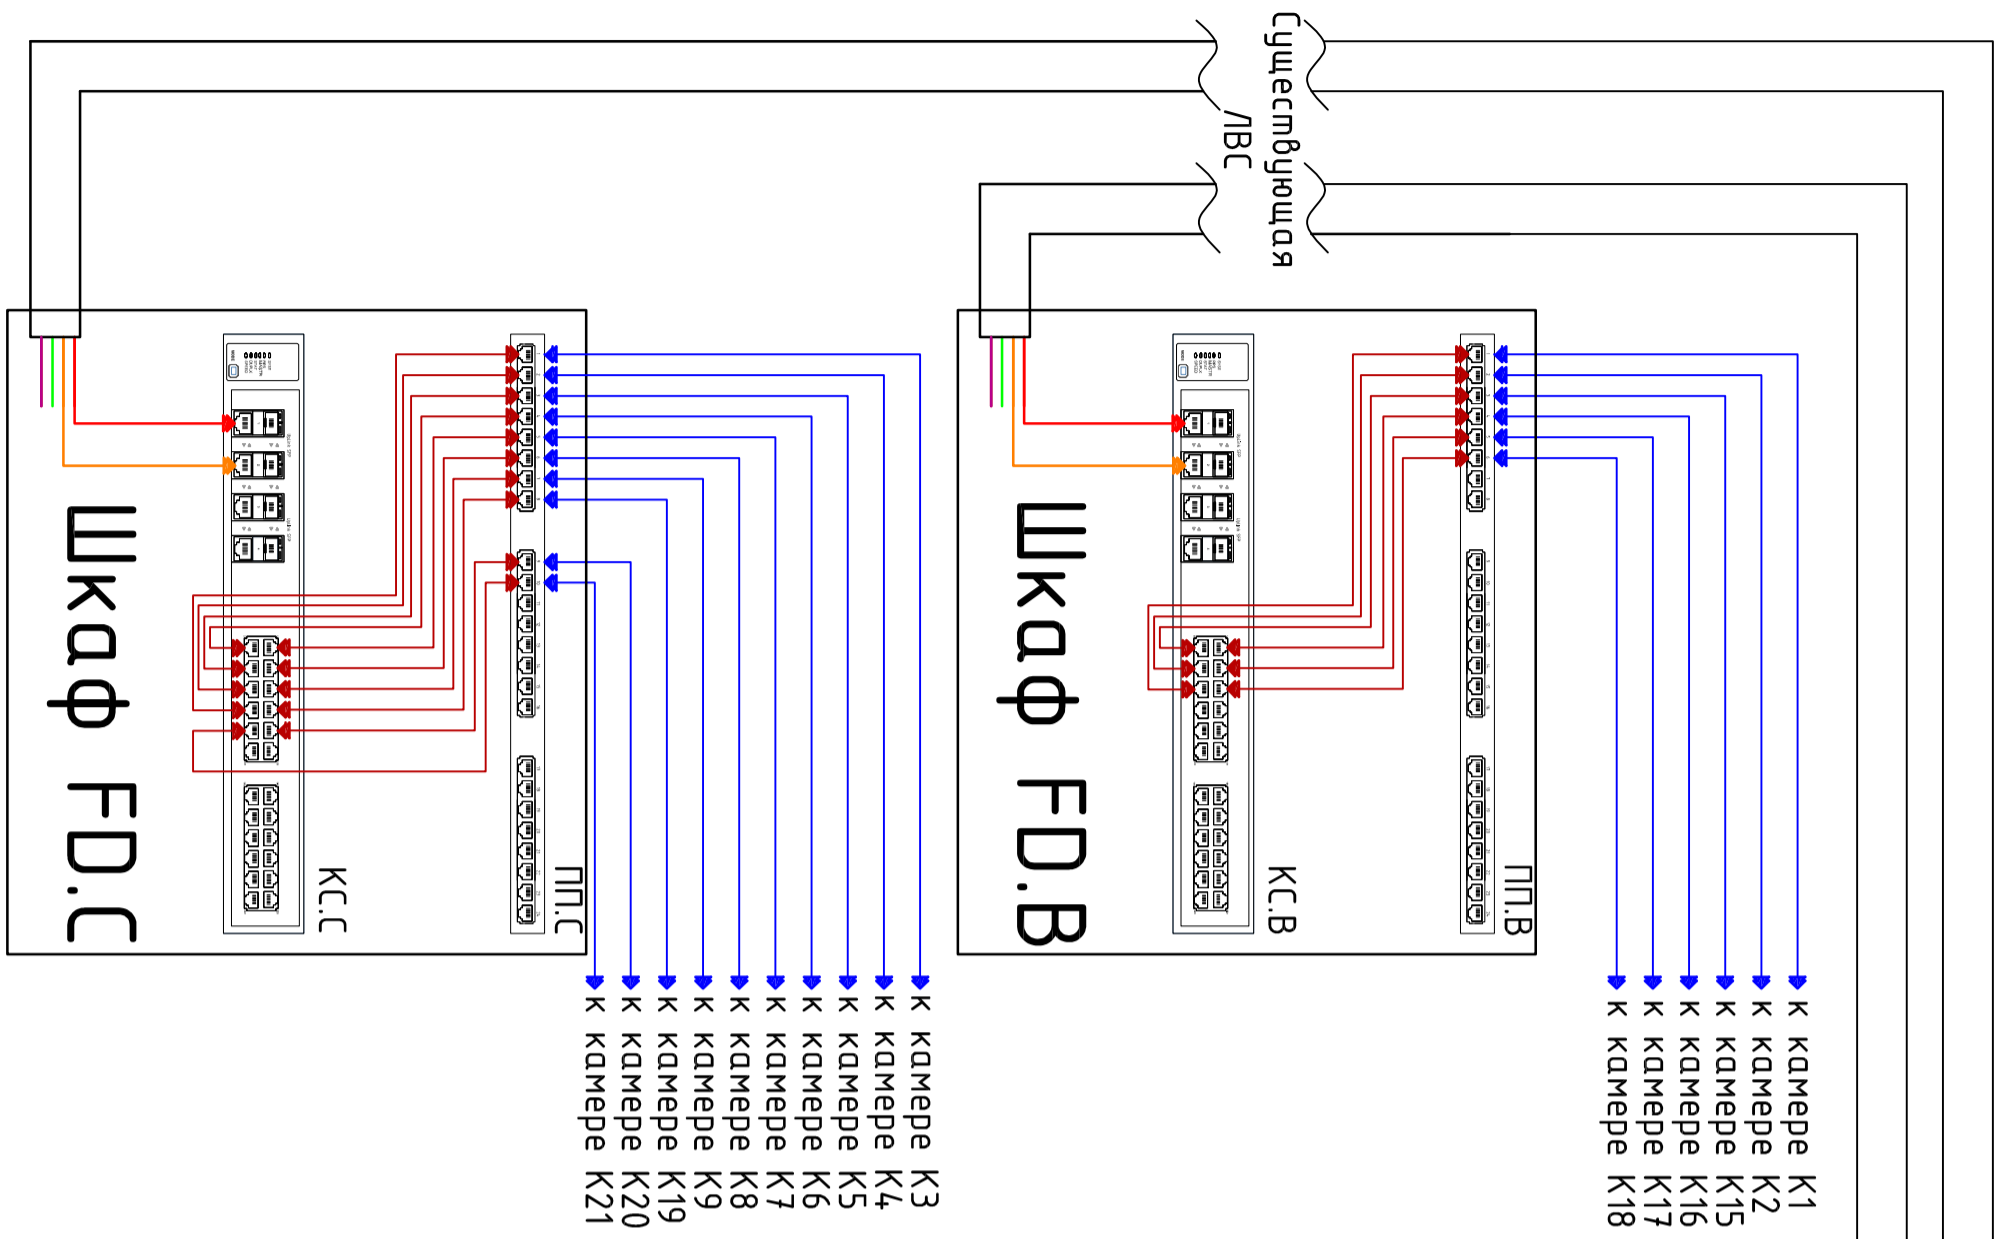 Существующая
ЛВС
ПП.В
КС.В
Шкаф FD.B
к камере К1
к камере К2
к камере К15
к камере К16
к камере К17
к камере К18
ПП.С
КС.С
Шкаф FD.C
к камере К3
к камере К4
к камере К5
к камере К6
к камере К7
к камере К8
к камере К9
к камере К19
к камере К20
к камере К21